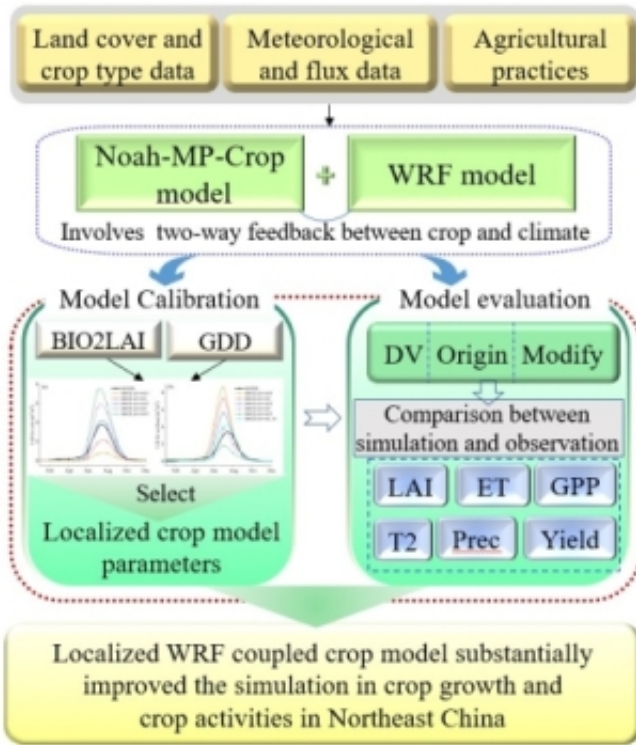 Land cover and
crop type data
Meteorological
and flux data
Agricultural
practices
Noah-MP-Crop
model
+
WRF model
Involves two-way feedback between crop and climate
Model Calibration
Model evaluation
BIO2LAI
GDD
DV
Origin
Modify
Comparison between
simulation and observation
LAI
ET
GPP
T2
Prec
Yield
Select
Localized crop model
parameters
Localized WRF coupled crop model substantially
improved the simulation in crop growth and
crop activities in Northeast China